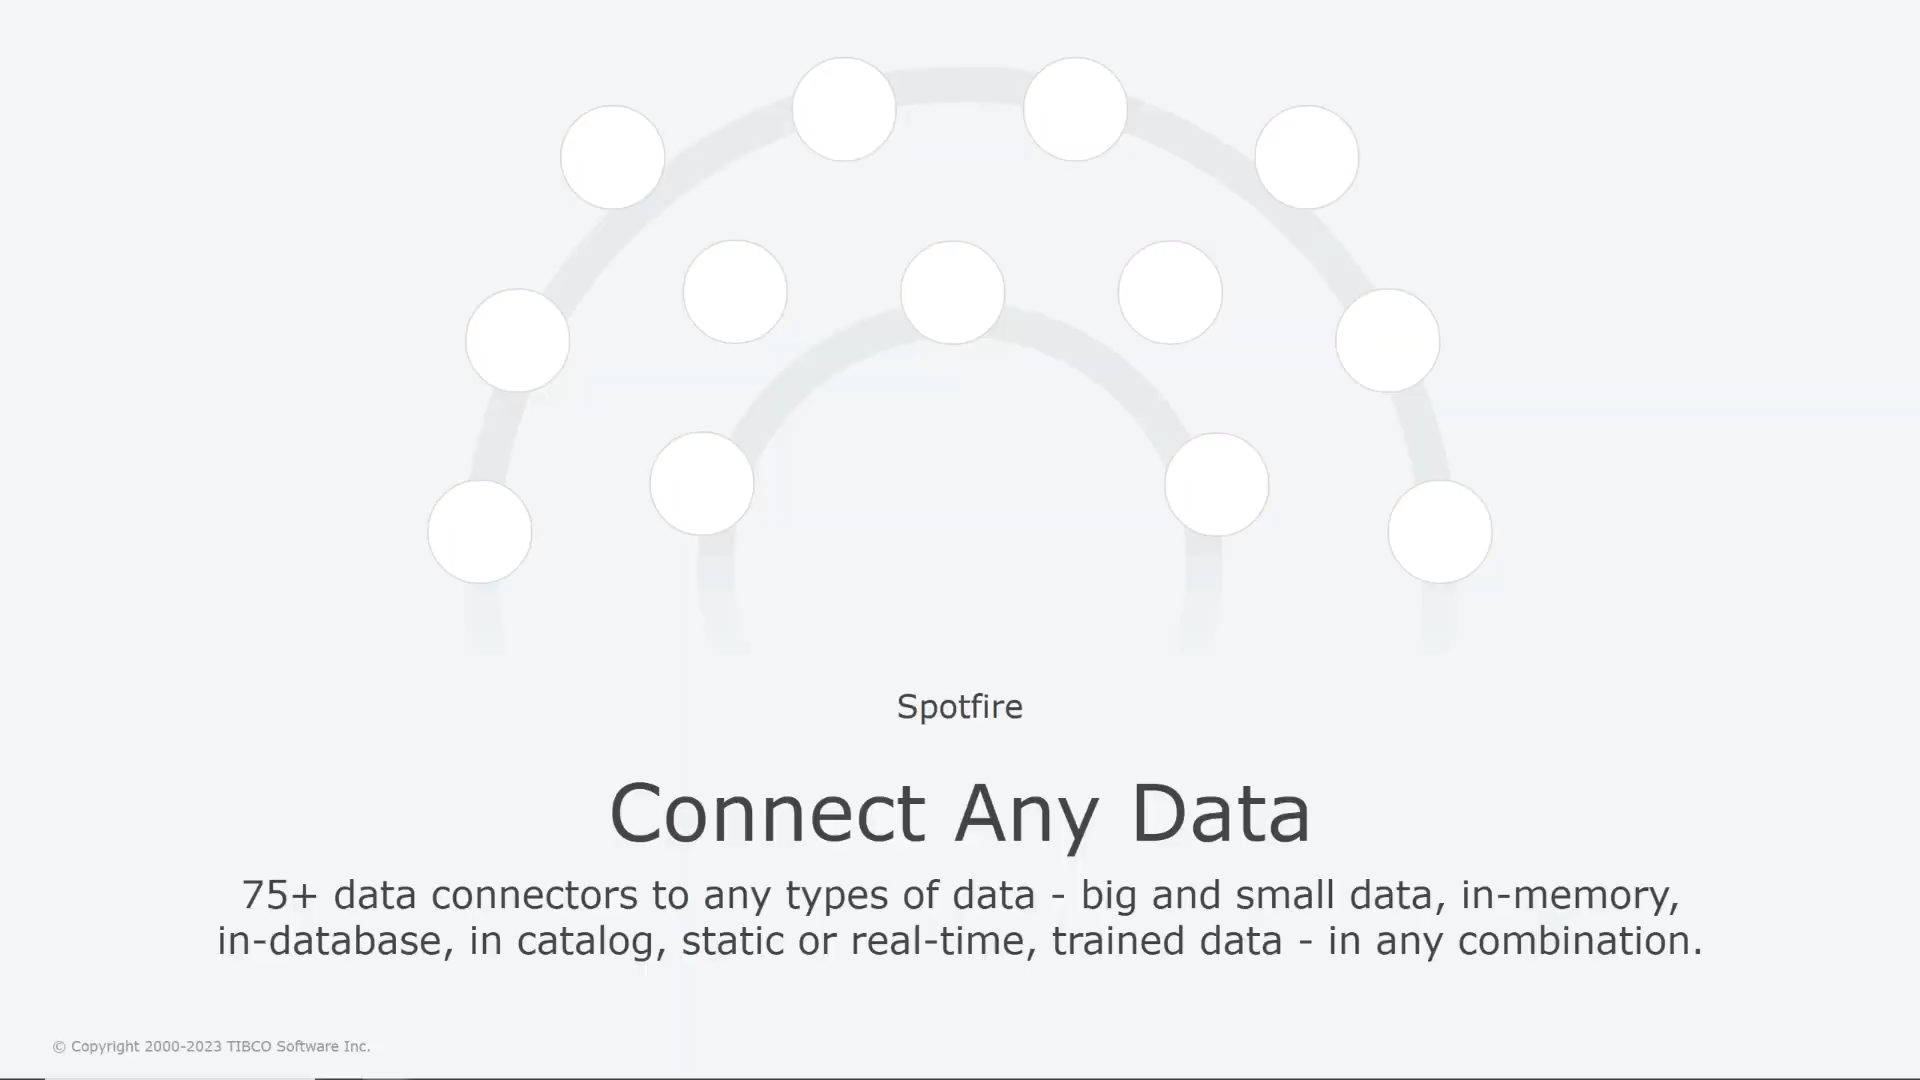 Spotfire
Connect Any Data
75+ data connectors to any types of data - big and small data, in-memory,
in-database, in catalog, static or real-time, trained data - in any combination.
© Copyright 2000-2023 TIBCO Software Inc.